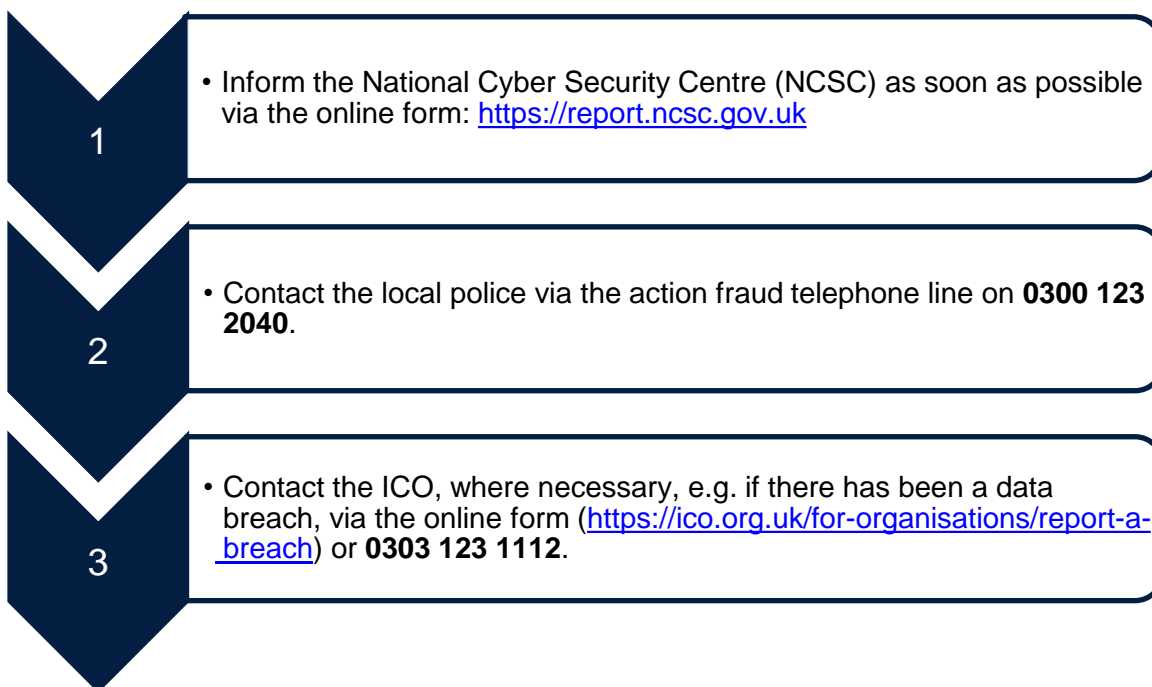 1
• Inform the National Cyber Security Centre (NCSC) as soon as possible
via the online form: https://report.ncsc.gov.uk
2
• Contact the local police via the action fraud telephone line on 0300 123
2040.
3
• Contact the ICO, where necessary, e.g. if there has been a data
breach, via the online form (https://ico.org.uk/for-organisations/report-a-
breach) or 0303 123 1112.